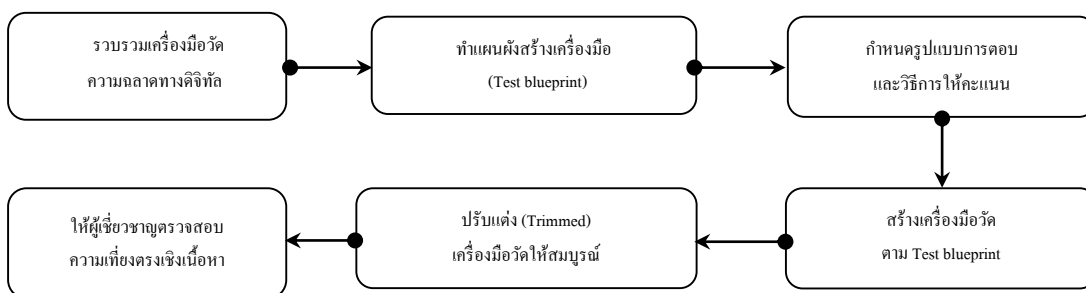 รวบรวมเครื่องมือวัด
ความฉลาดทางดิจิทัล
ทำแผนผังสร้างเครื่องมือ
(Test blueprint)
กำหนดรูปแบบการตอบ
และวิธีการให้คะแนน
สร้างเครื่องมือวัด
ตาม Test blueprint
ปรับแต่ง (Trimmed)
เครื่องมือวัดให้สมบูรณ์
ให้ผู้เชี่ยวชาญตรวจสอบ
ความเที่ยงตรงเชิงเนื้อหา